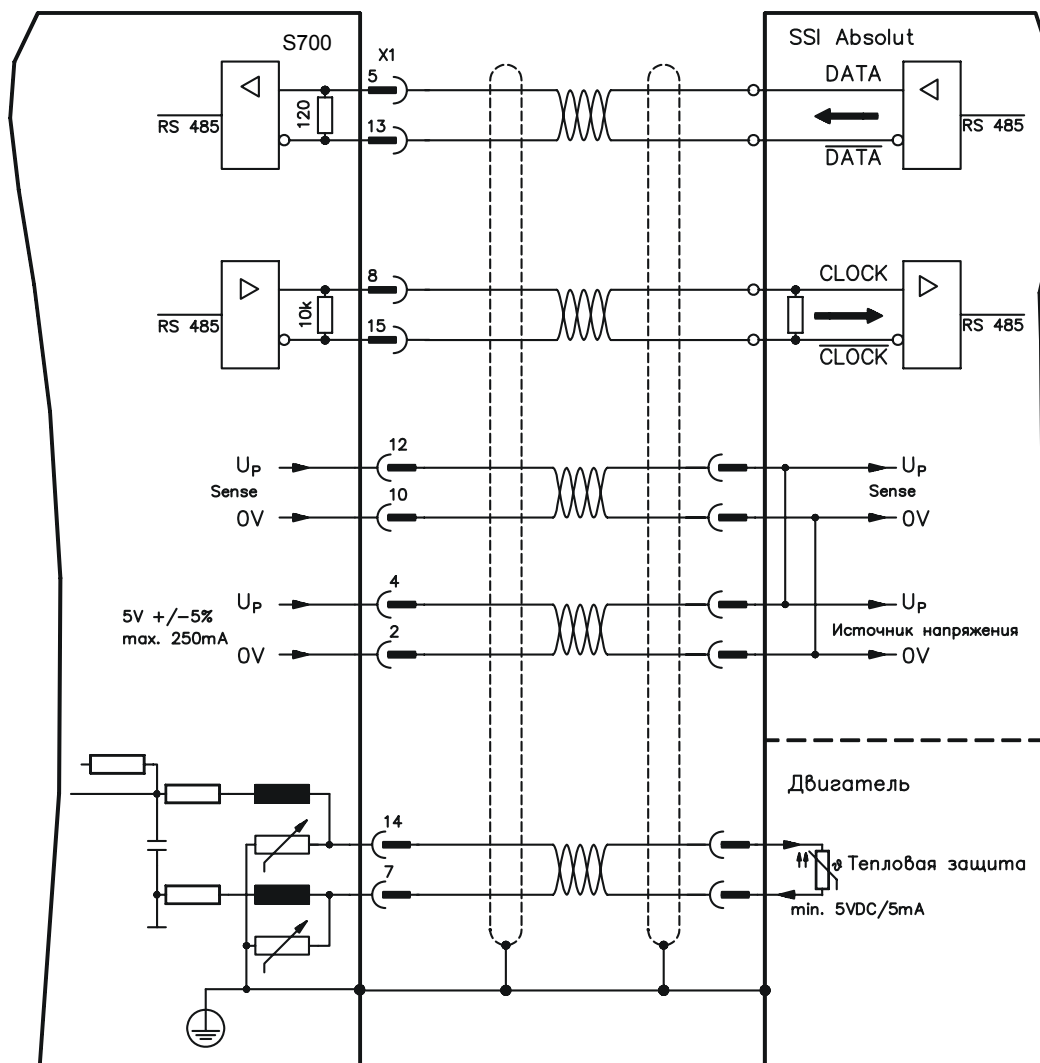 S700
X1
SSI Absolut
5
DATA
RS 485
120
13
RS 485
DATA
8
CLOCK
RS 485
10k
15
RS 485
CLOCK
12
UP
UP
Sense
Sense
10
0V
0V
4
UP
UP
5V +/-5%
max. 250mA
2
Источник напряжения
0V
0V
Двигатель
14
ϑ Тепловая защита
7
min. 5VDC/5mA